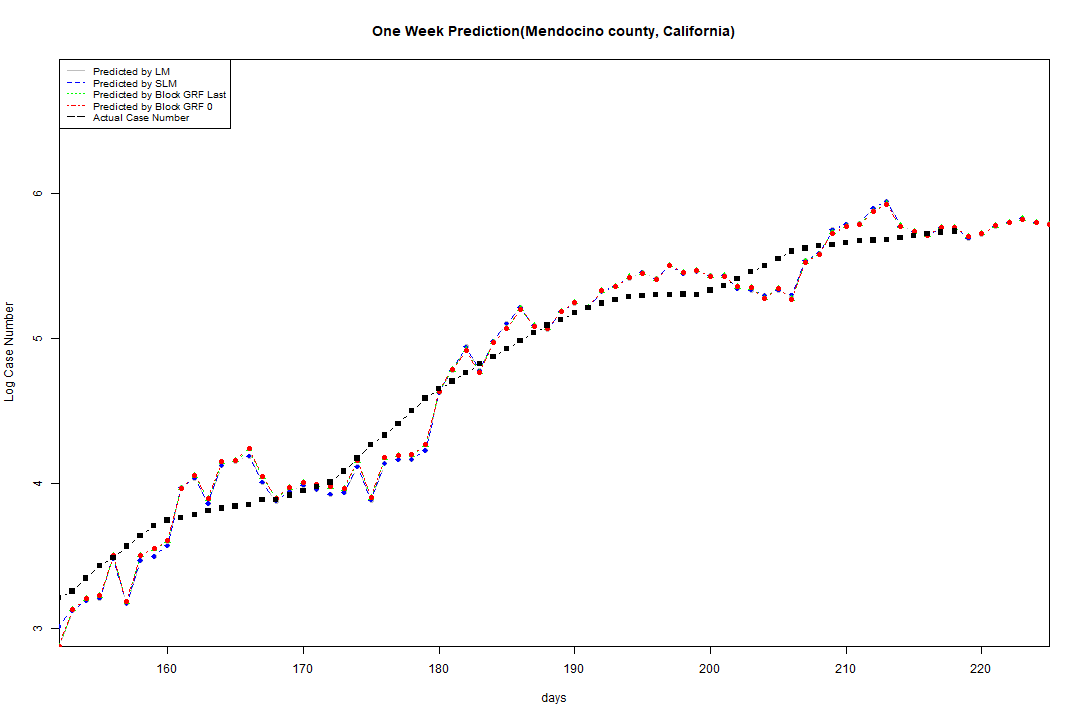 One Week Prediction(Mendocino county, California)
Predicted by LM
Predicted by SLM
Predicted by Block GRF Last
Predicted by Block GRF 0
Actual Case Number
6
5
4
3
Log Case Number
160 170 180 190 200 210 220
days